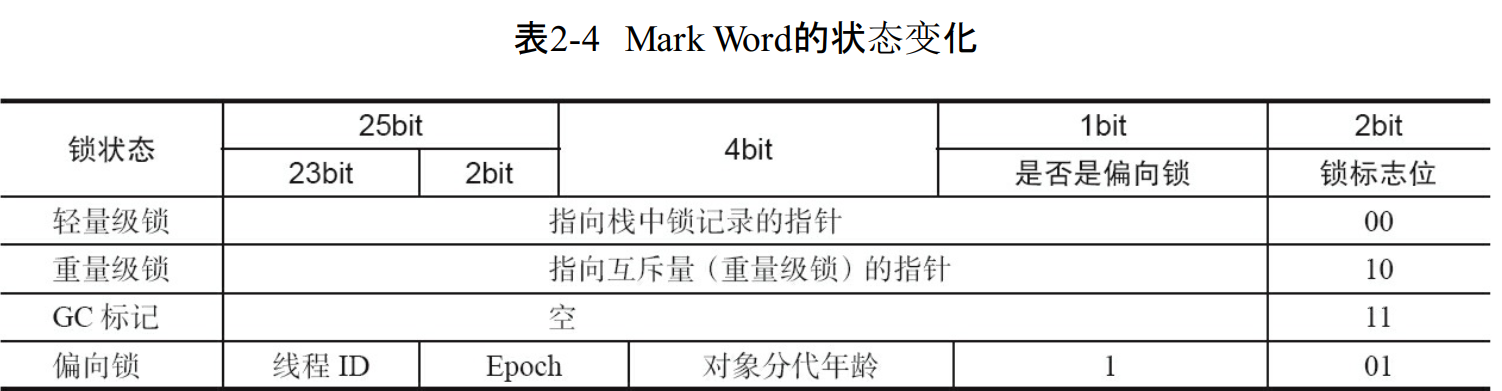 表2-4 Mark Word的状态变化
锁状态 25bit 4bit 1bit 2bit
23bit 2bit 是否是偏向锁 锁标志位
轻量级锁 指向栈中锁记录的指针 00
重量级锁 指向互斥量（重量级锁）的指针 10
GC 标记 空 11
偏向锁 线程 ID Epoch 对象分代年龄 1 01